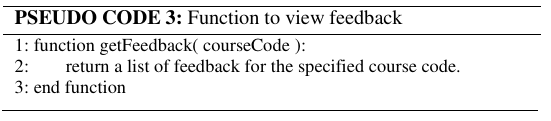 PSEUDO CODE 3: Function to view feedback
1: function getFeedback( courseCode ):
2: return a list of feedback for the specified course code.
3: end function